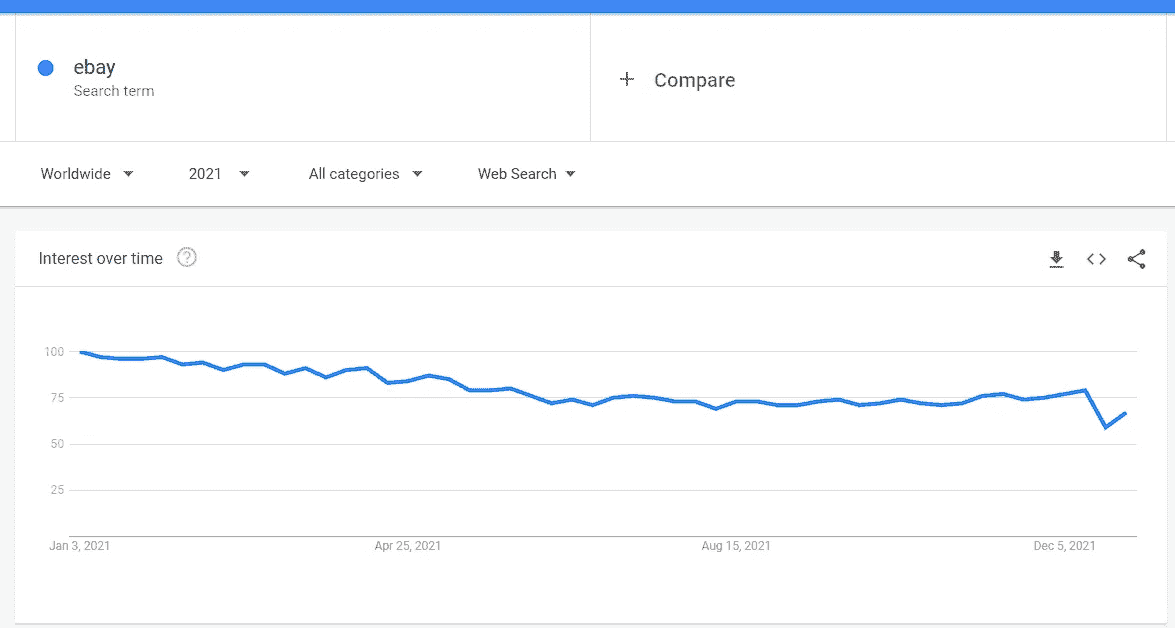 ebay
Search term
+ Compare
Worldwide 2021 All categories Web Search
Interest over time ?
100
75
50
25
Jan 3, 2021 Apr 25, 2021 Aug 15, 2021 Dec 5, 2021